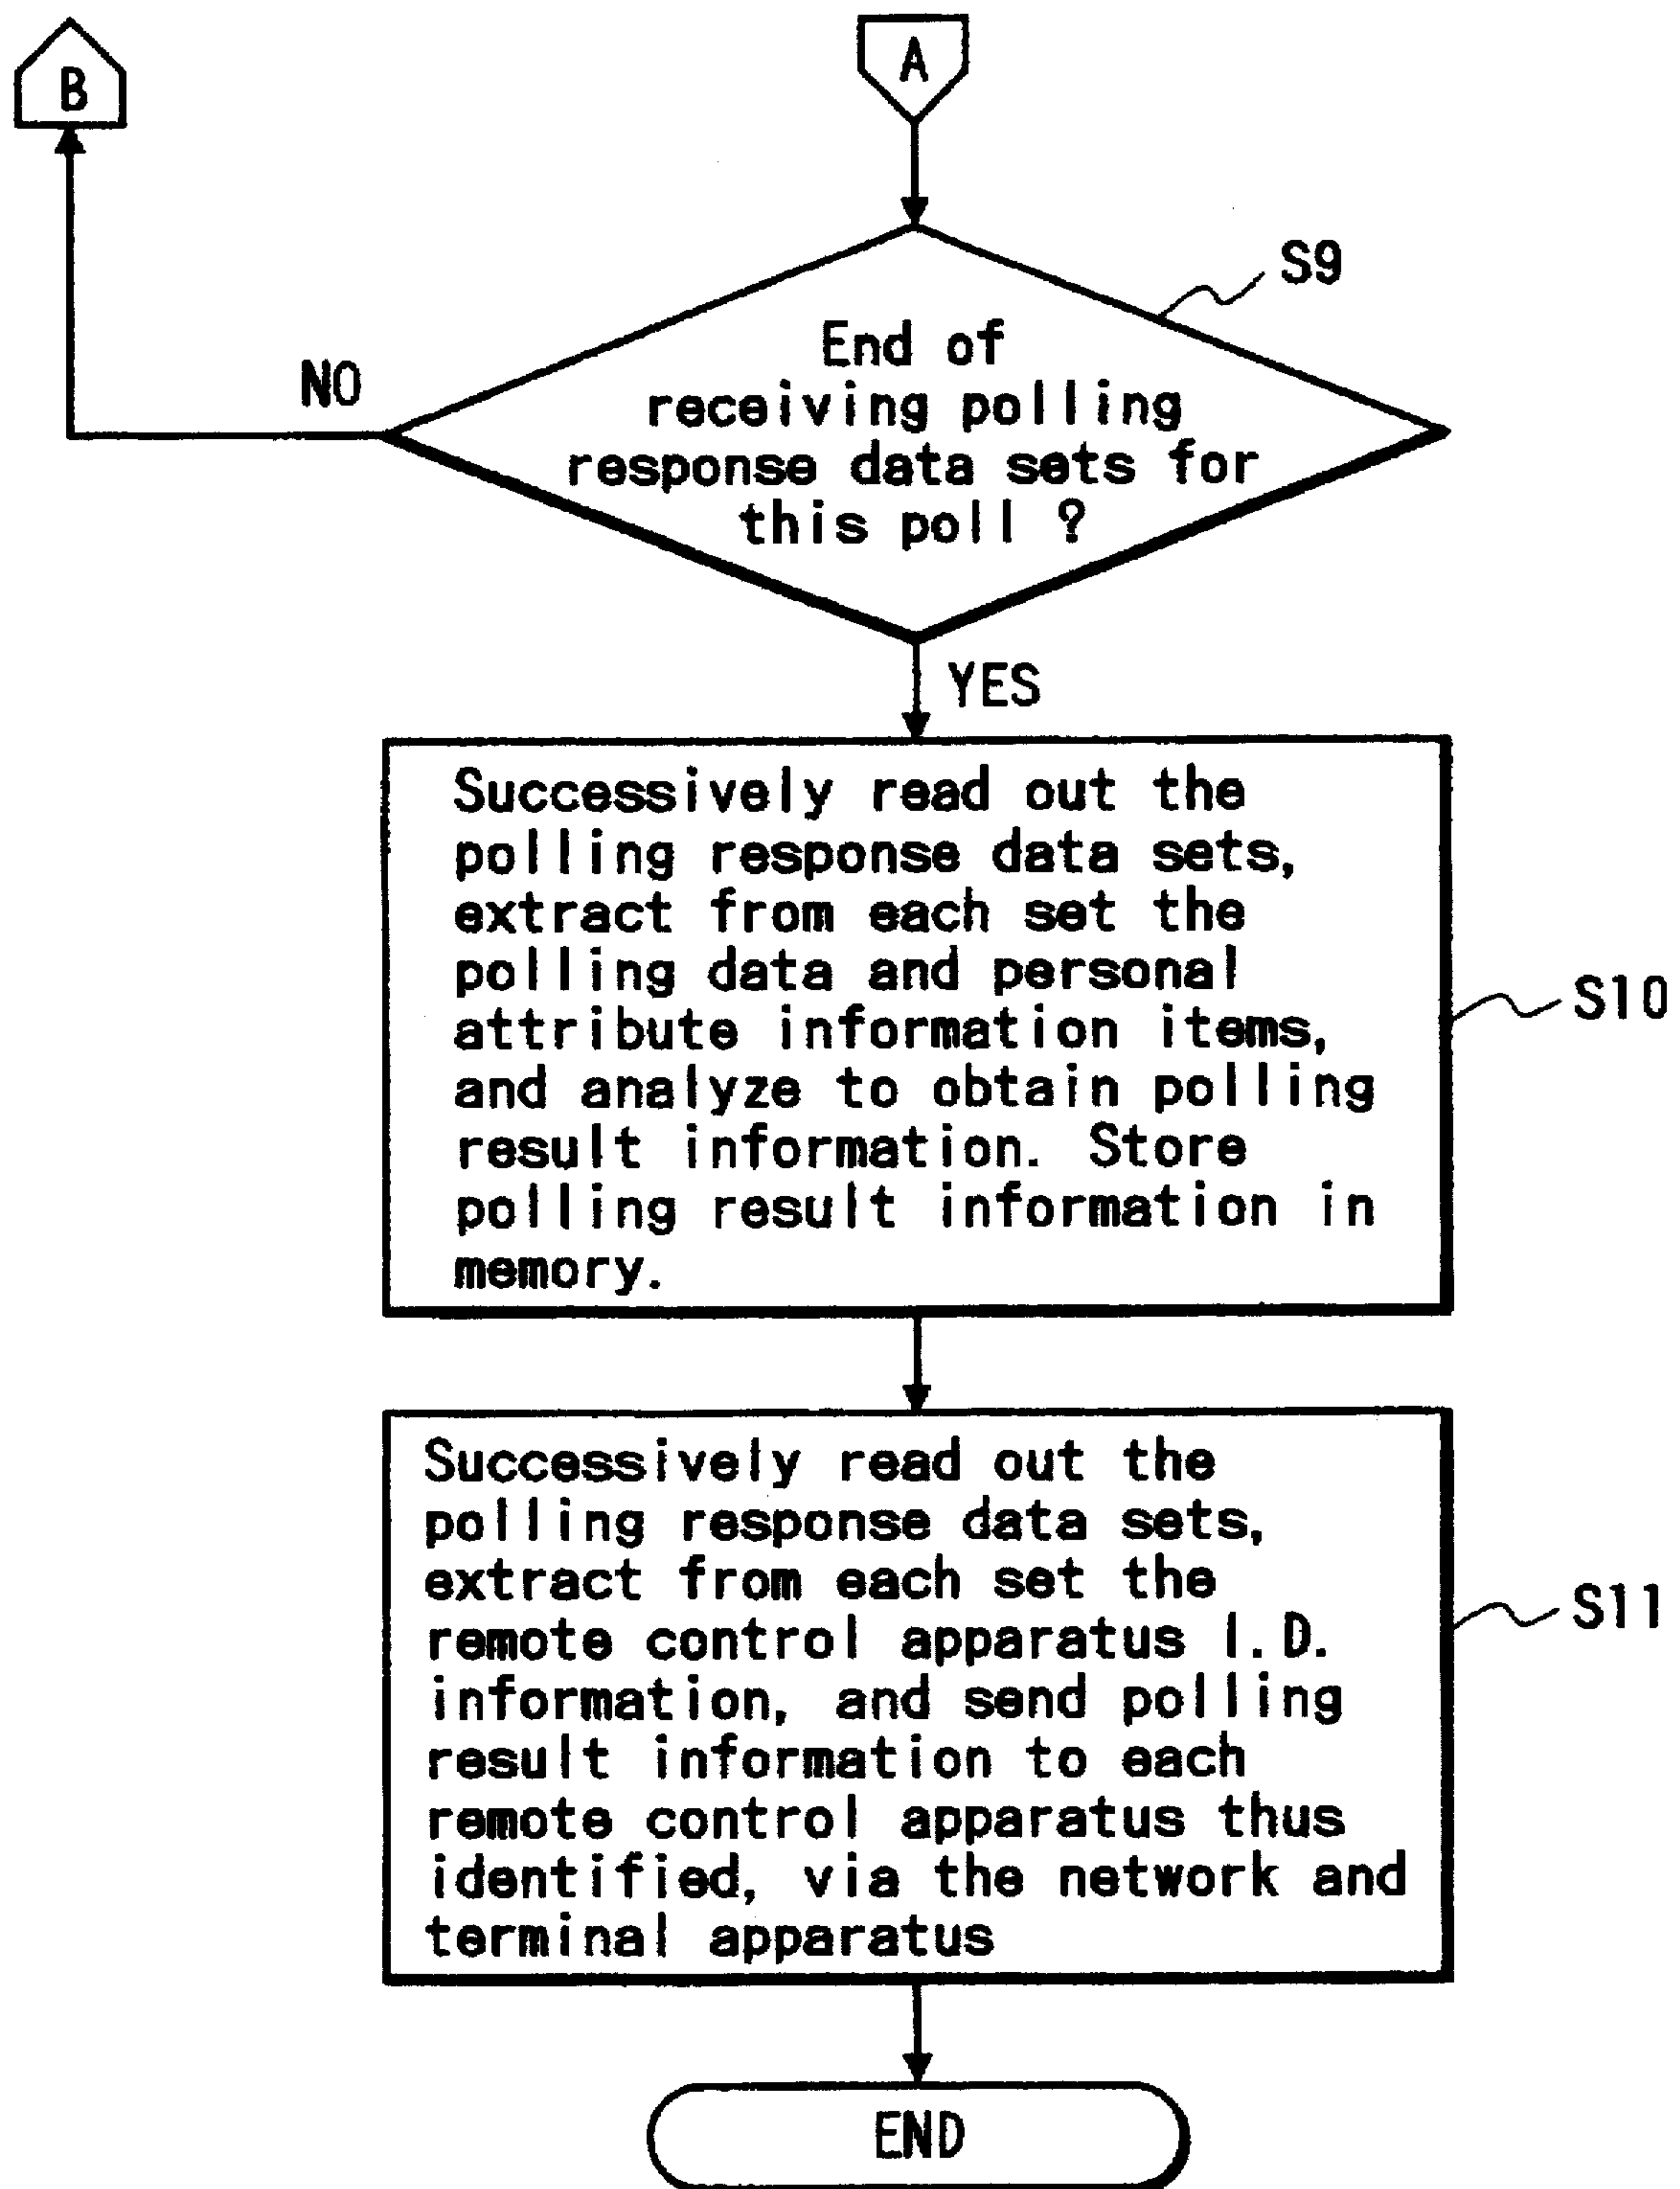 B
A
S9
End of
receiving polling
response data sets for
this poll ?
NO
YES
Successively read out the
polling response data sets,
extract from each set the
polling data and personal
attribute information items,
and analyze to obtain polling
result information. Store
polling result information in
memory.
S10
Successively read out the
polling response data sets,
extract from each set the
remote control apparatus I.D.
information, and send polling
result information to each
remote control apparatus thus
identified, via the network and
terminal apparatus
S11
END